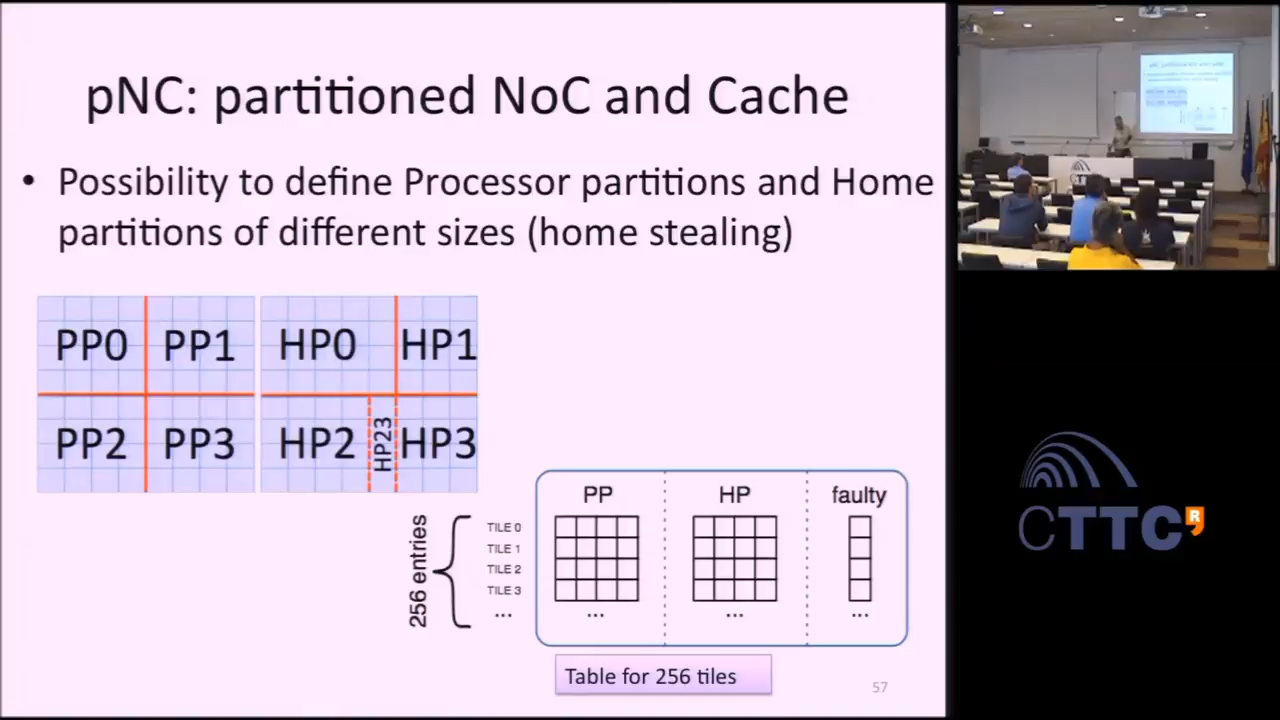 pNC: partitioned NoC and Cache
• Possibility to define Processor partitions and Home
partitions of different sizes (home stealing)
PP0 PP1 HP0 HP1
PP2 PP3 HP2 HP23 HP3
PP HP faulty
256 entries
TILE 0
TILE 1
TILE 2
TILE 3
... ... ... ...
Table for 256 tiles
57
CTTC R